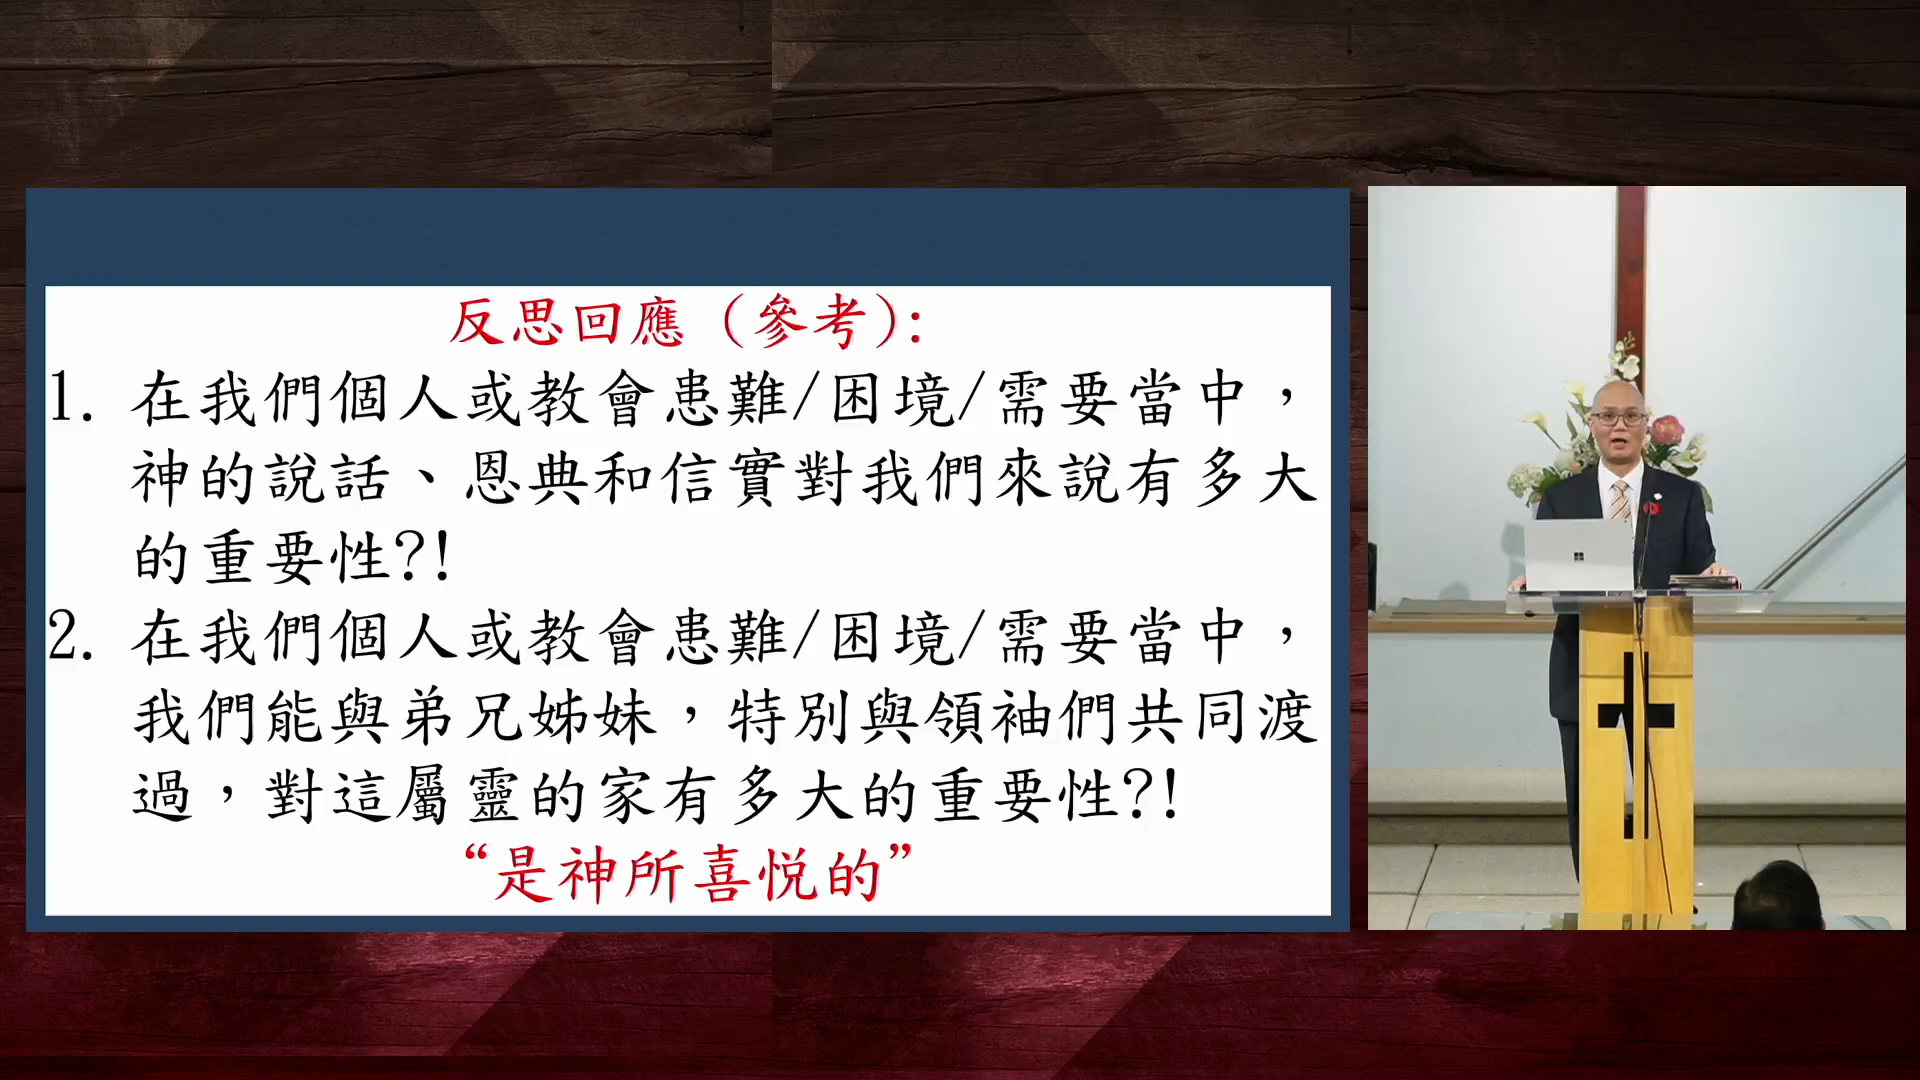 反思回應（參考）:
1. 在我們個人或教會患難/困境/需要當中，
神的說話、恩典和信實對我們來說有多大
的重要性?!
2. 在我們個人或教會患難/困境/需要當中，
我們能與弟兄姊妹，特別與領袖們共同渡
過，對這屬靈的家有多大的重要性?!
“是神所喜悅的”